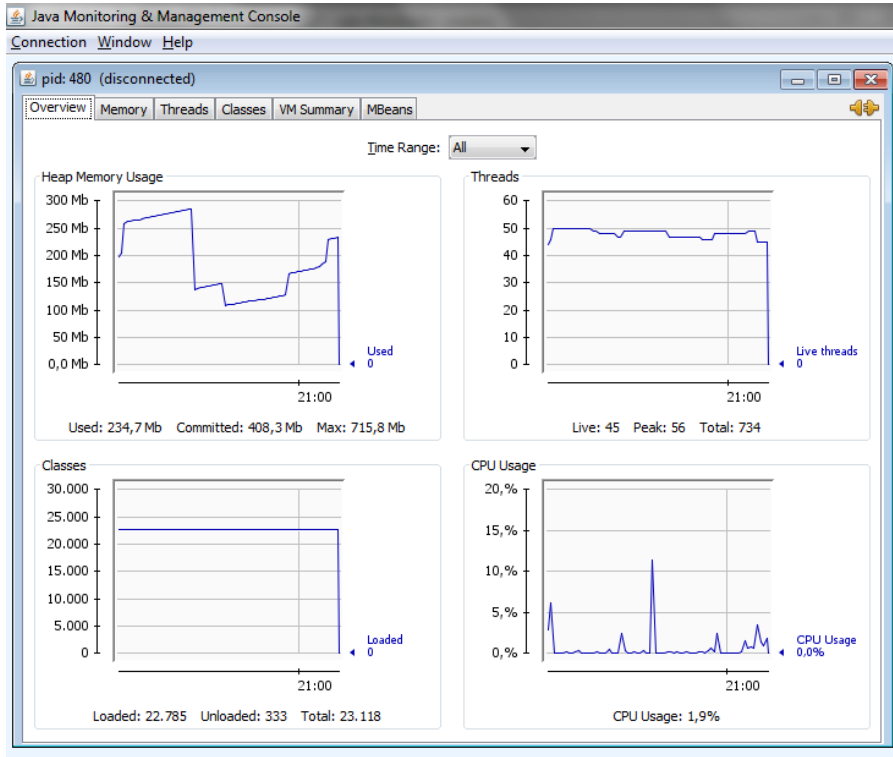 Java Monitoring & Management Console
Connection Window Help
pid: 480 (disconnected)
Overview Memory Threads Classes VM Summary MBeans
Time Range: All
Heap Memory Usage
300 Mb
250 Mb
200 Mb
150 Mb
100 Mb
50 Mb
0,0 Mb
Used
0
21:00
Used: 234,7 Mb Committed: 408,3 Mb Max: 715,8 Mb
Threads
60
50
40
30
20
10
0
Live threads
0
21:00
Live: 45 Peak: 56 Total: 734
Classes
30.000
25.000
20.000
15.000
10.000
5.000
0
Loaded
0
21:00
Loaded: 22.785 Unloaded: 333 Total: 23.118
CPU Usage
20,%
15,%
10,%
5,%
0,%
CPU Usage
0,0%
21:00
CPU Usage: 1,9%